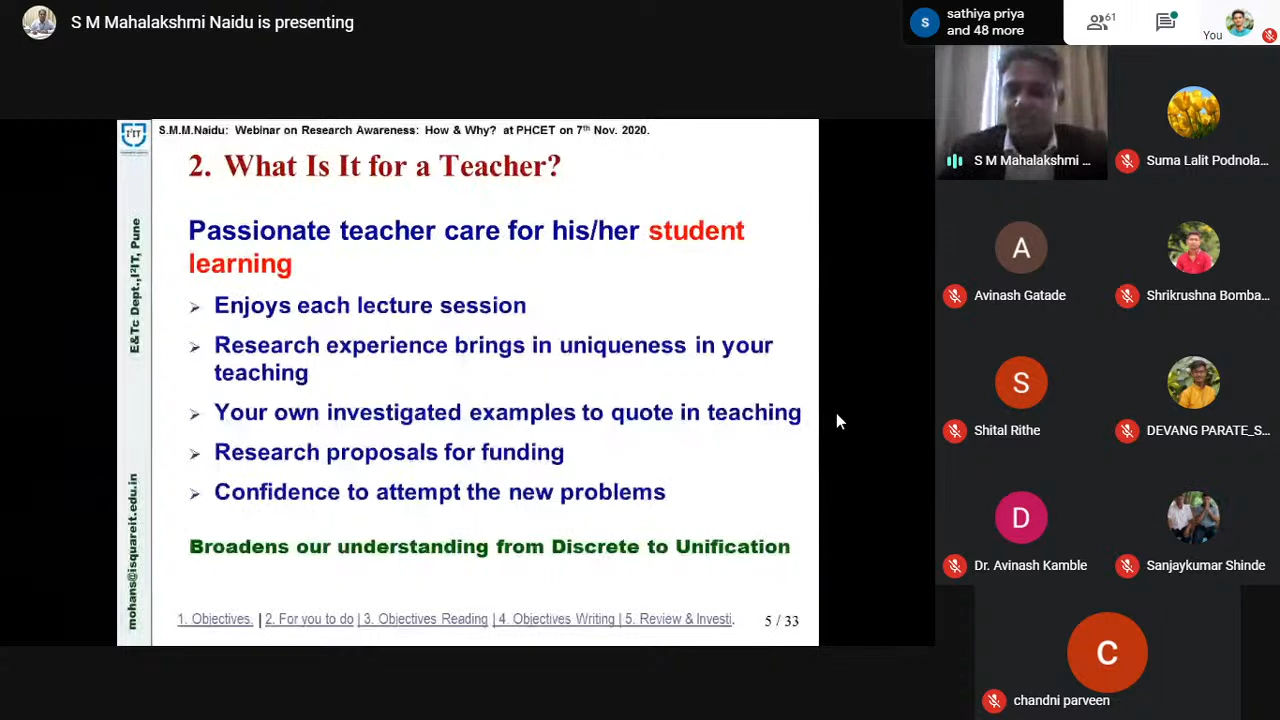 S M Mahalakshmi Naidu is presenting
S
sathiya priya
and 48 more
61
You
I²IT
S.M.M.Naidu: Webinar on Research Awareness: How & Why? at PHCET on 7th Nov. 2020.
2. What Is It for a Teacher?
Passionate teacher care for his/her student
learning
Enjoys each lecture session
Research experience brings in uniqueness in your
teaching
Your own investigated examples to quote in teaching
Research proposals for funding
Confidence to attempt the new problems
Broadens our understanding from Discrete to Unification
1. Objectives. | 2. For you to do | 3. Objectives Reading | 4. Objectives Writing | 5. Review & Investi.
5 / 33
E&Tc Dept.,I²IT, Pune
mohans@isquareit.edu.in
S M Mahalakshmi ...
Suma Lalit Podnola...
A
Avinash Gatade
Shrikrushna Bomba...
S
Shital Rithe
DEVANG PARATE_S...
D
Dr. Avinash Kamble
Sanjaykumar Shinde
C
chandni parveen